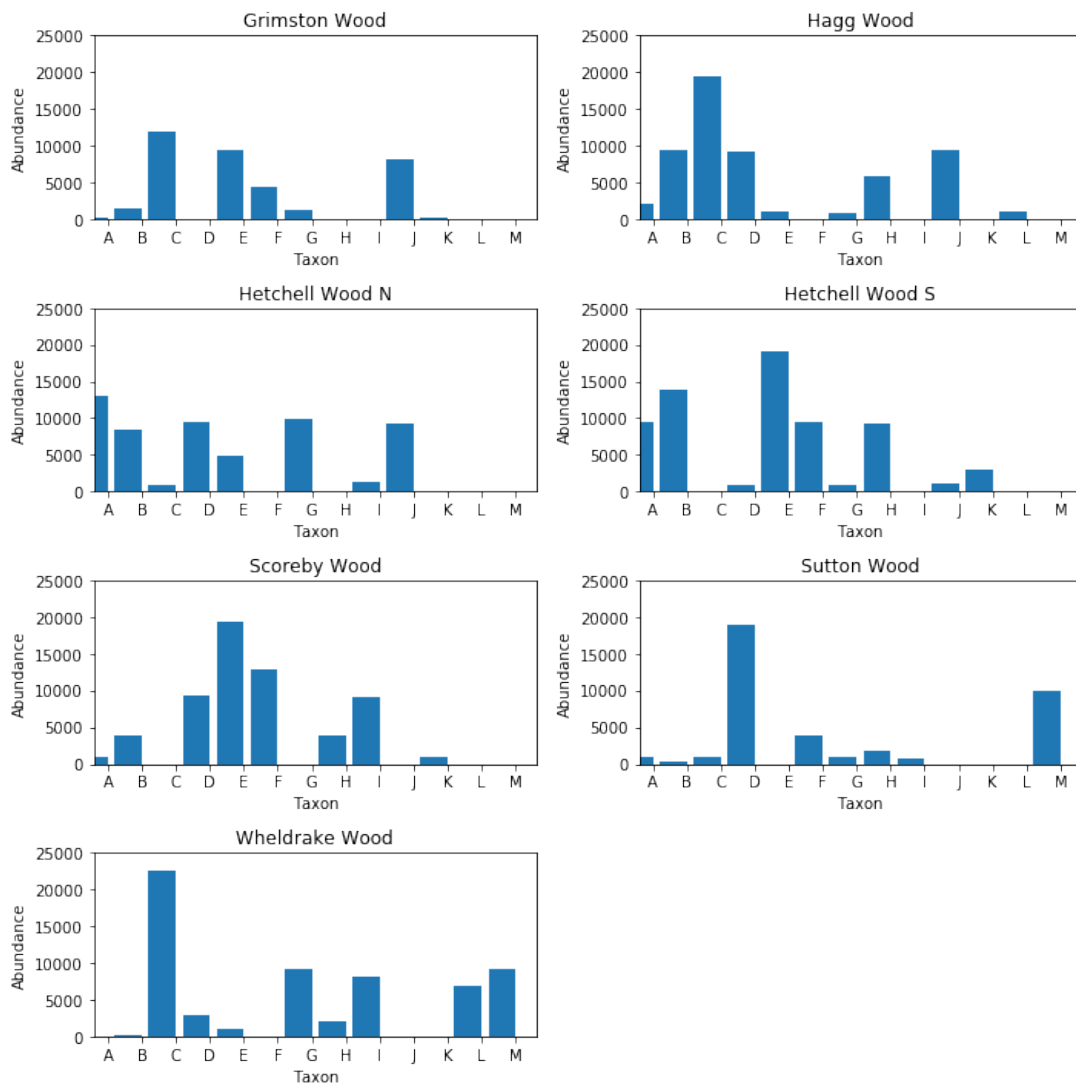 Grimston Wood
25000
20000
15000
10000
5000
0
Abundance
A B C D E F G H I J K L M
Taxon
Hagg Wood
25000
20000
15000
10000
5000
0
Abundance
A B C D E F G H I J K L M
Taxon
Hetchell Wood N
25000
20000
15000
10000
5000
0
Abundance
A B C D E F G H I J K L M
Taxon
Hetchell Wood S
25000
20000
15000
10000
5000
0
Abundance
A B C D E F G H I J K L M
Taxon
Scoreby Wood
25000
20000
15000
10000
5000
0
Abundance
A B C D E F G H I J K L M
Taxon
Sutton Wood
25000
20000
15000
10000
5000
0
Abundance
A B C D E F G H I J K L M
Taxon
Wheldrake Wood
25000
20000
15000
10000
5000
0
Abundance
A B C D E F G H I J K L M
Taxon